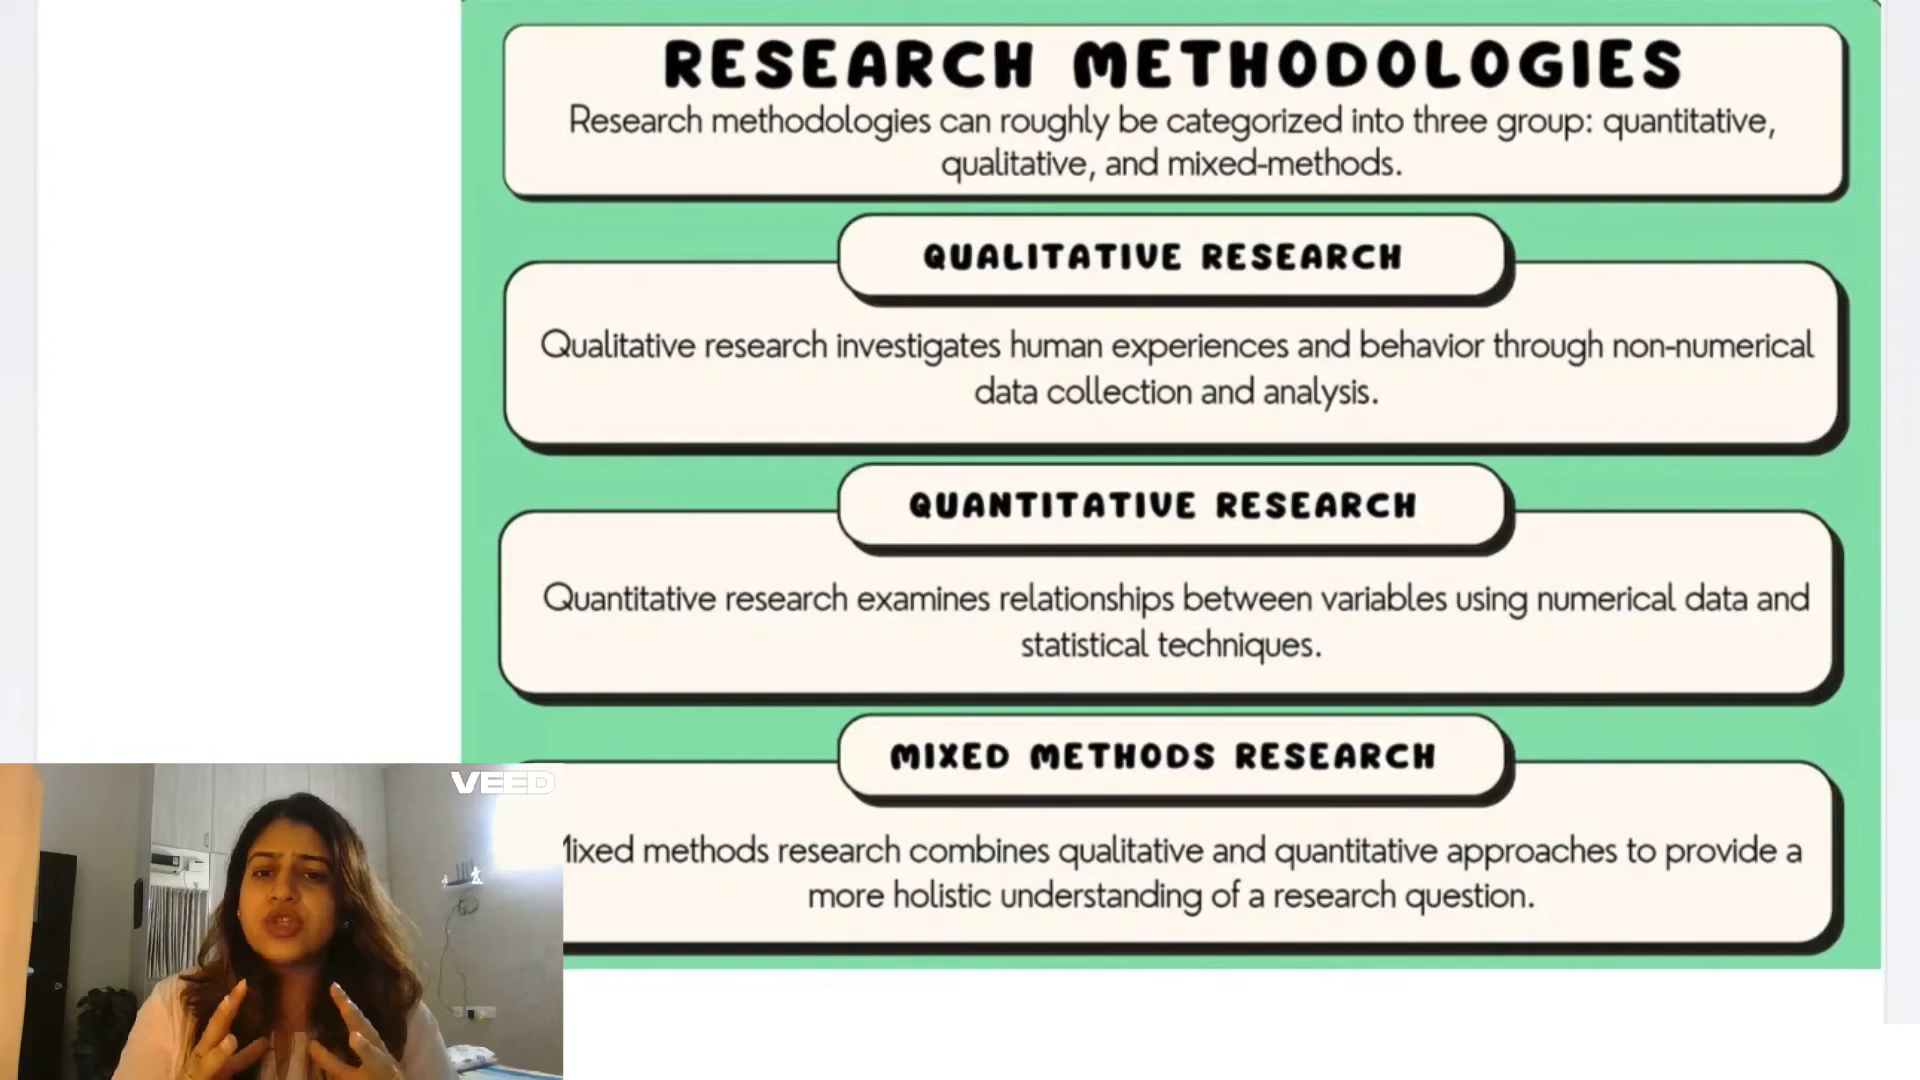 RESEARCH METHODOLOGIES
Research methodologies can roughly be categorized into three group: quantitative,
qualitative, and mixed-methods.
QUALITATIVE RESEARCH
Qualitative research investigates human experiences and behavior through non-numerical
data collection and analysis.
QUANTITATIVE RESEARCH
Quantitative research examines relationships between variables using numerical data and
statistical techniques.
MIXED METHODS RESEARCH
Mixed methods research combines qualitative and quantitative approaches to provide a
more holistic understanding of a research question.
VEED